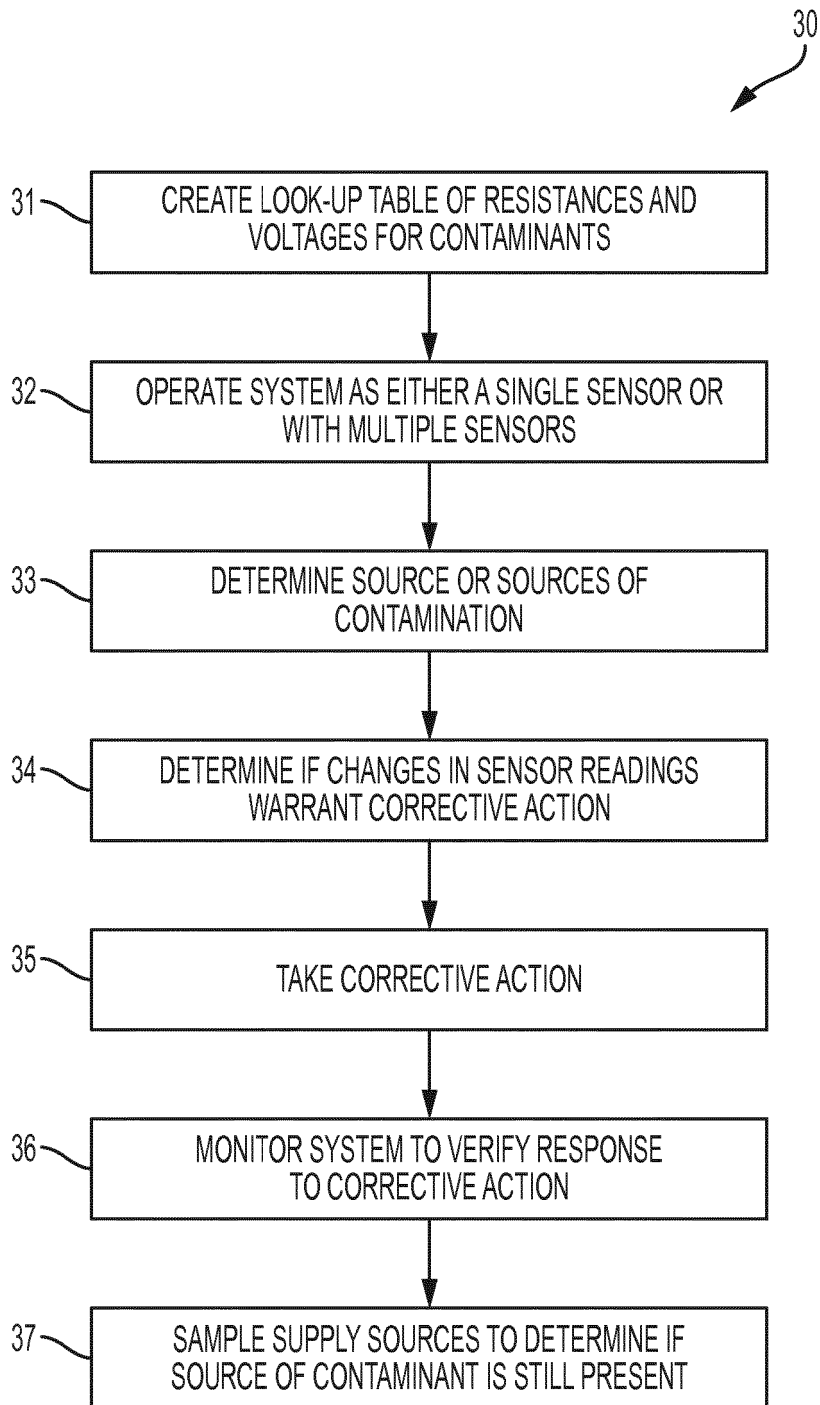 30
31
CREATE LOOK-UP TABLE OF RESISTANCES AND
VOLTAGES FOR CONTAMINANTS
32
OPERATE SYSTEM AS EITHER A SINGLE SENSOR OR
WITH MULTIPLE SENSORS
33
DETERMINE SOURCE OR SOURCES OF
CONTAMINATION
34
DETERMINE IF CHANGES IN SENSOR READINGS
WARRANT CORRECTIVE ACTION
35
TAKE CORRECTIVE ACTION
36
MONITOR SYSTEM TO VERIFY RESPONSE
TO CORRECTIVE ACTION
37
SAMPLE SUPPLY SOURCES TO DETERMINE IF
SOURCE OF CONTAMINANT IS STILL PRESENT